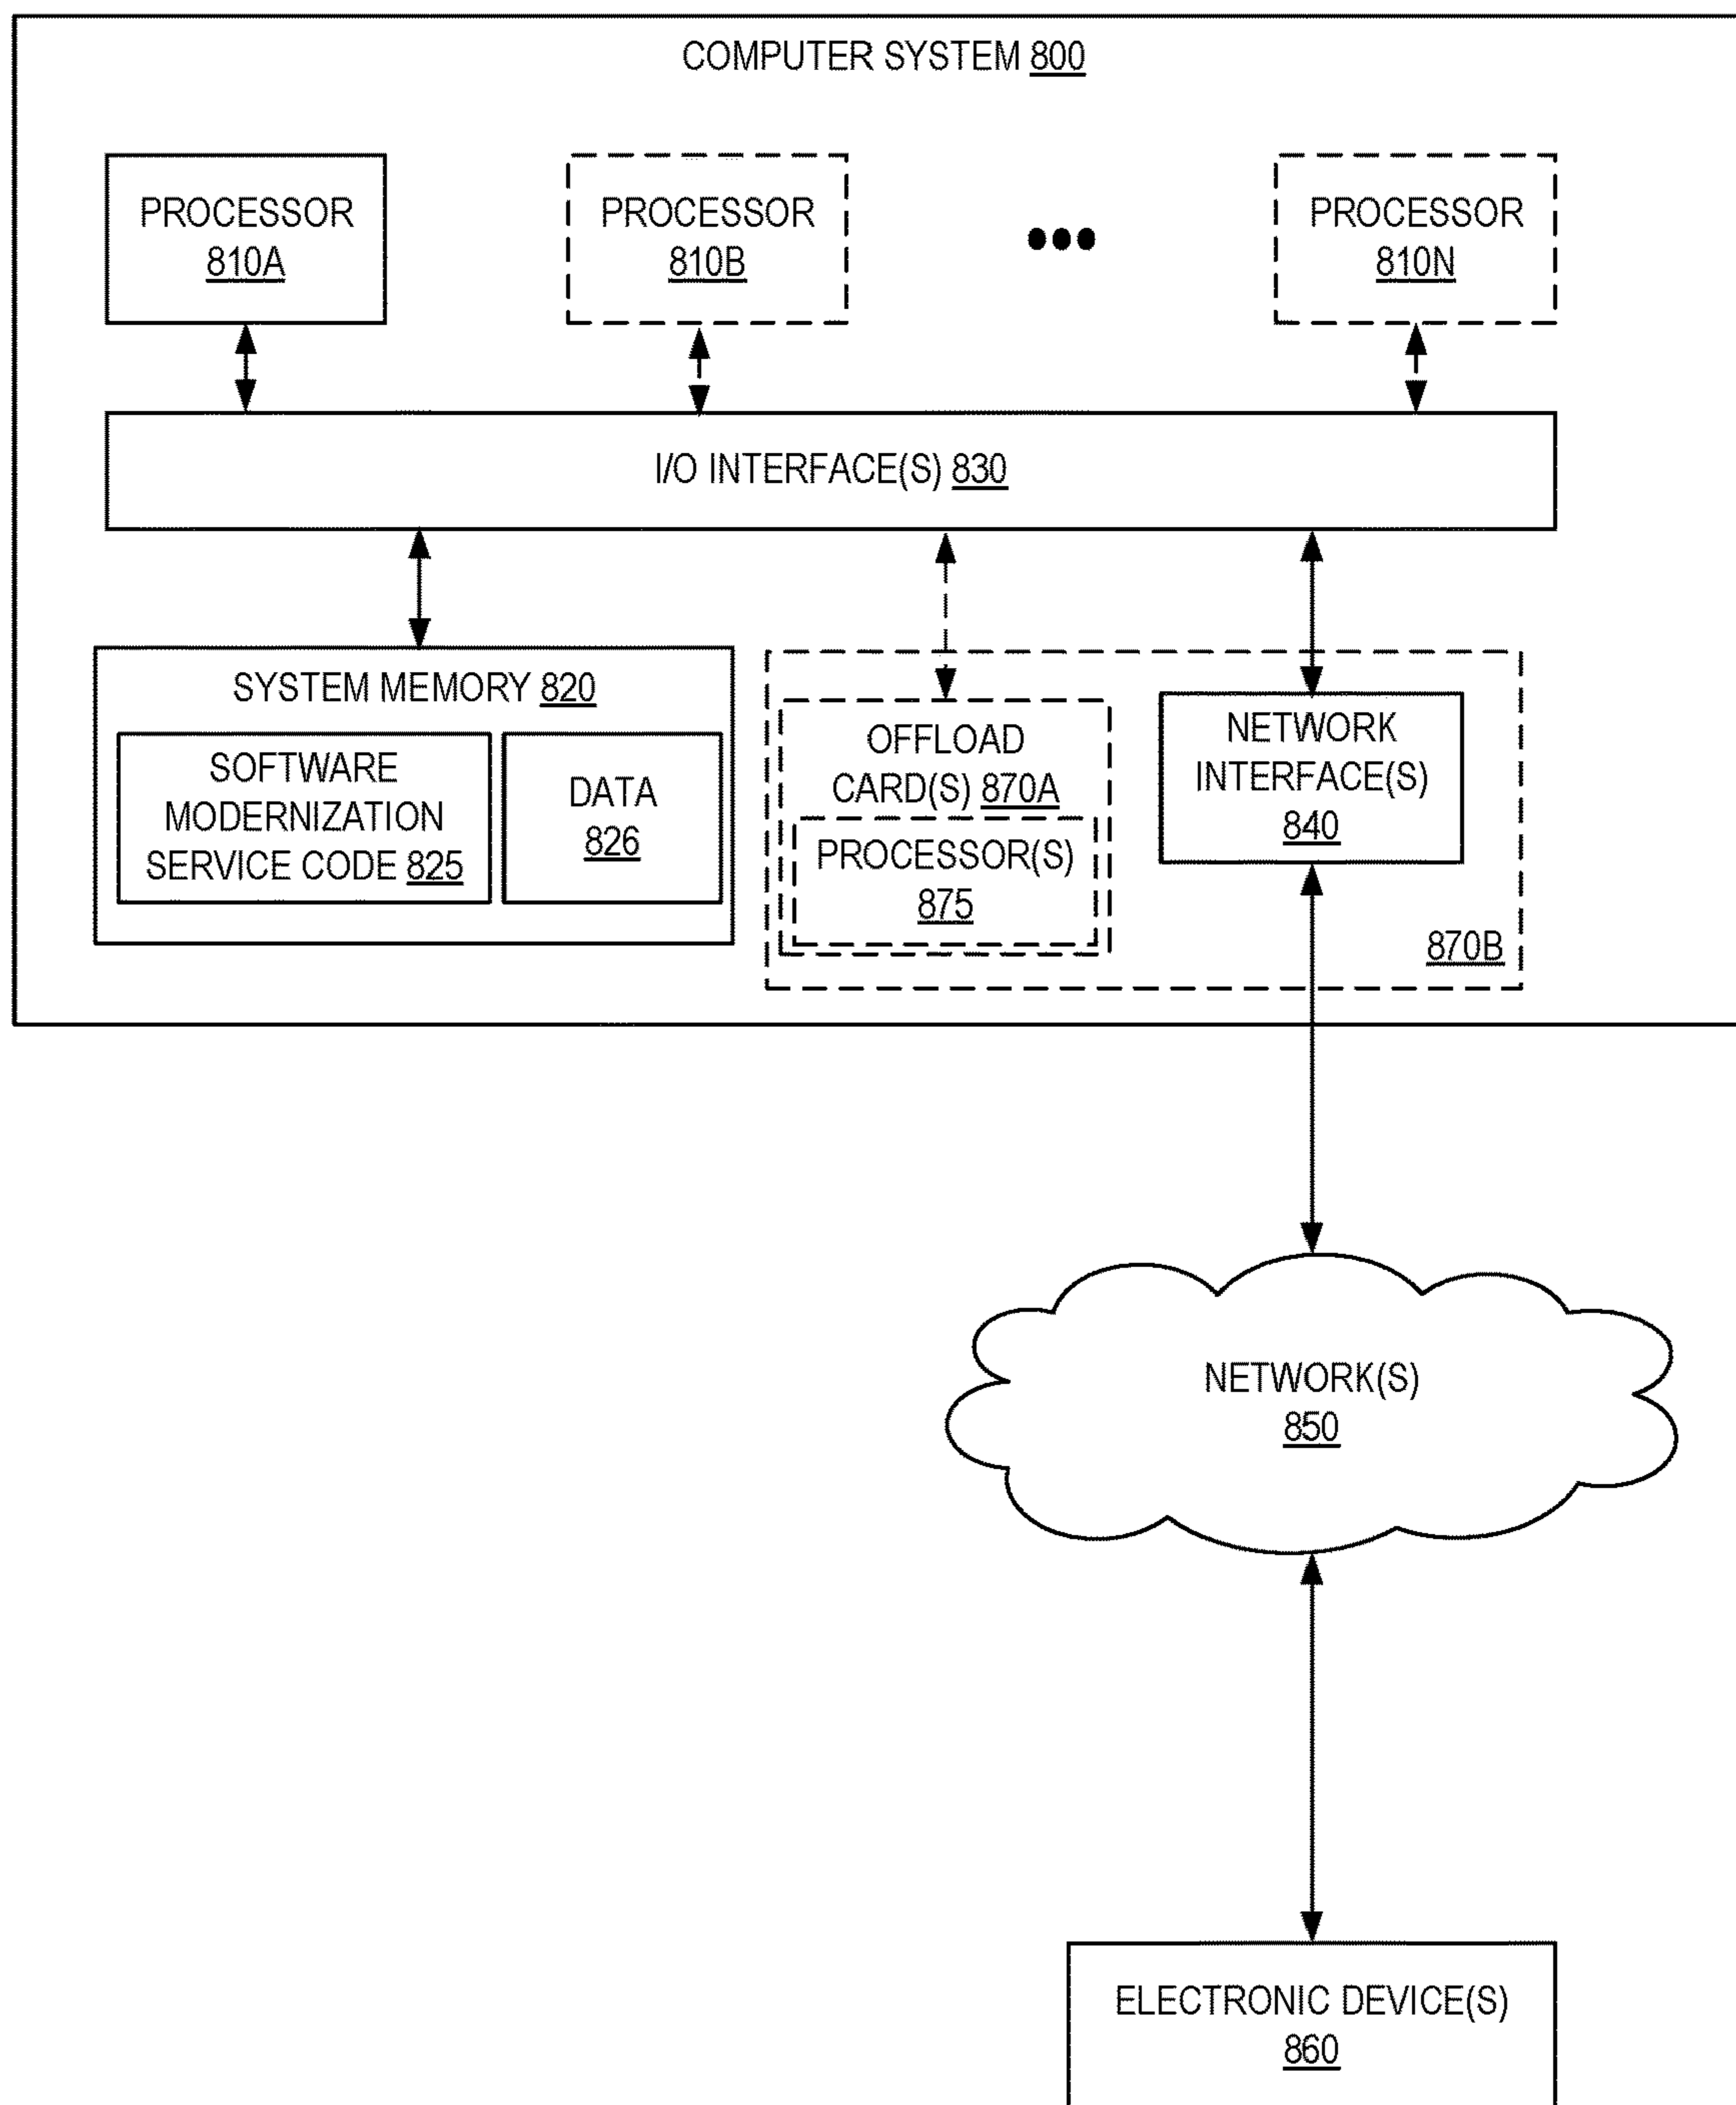 COMPUTER SYSTEM 800
PROCESSOR
810A
PROCESSOR
810B
PROCESSOR
810N
I/O INTERFACE(S) 830
SYSTEM MEMORY 820
SOFTWARE
MODERNIZATION
SERVICE CODE 825
DATA
826
OFFLOAD
CARD(S) 870A
PROCESSOR(S)
875
NETWORK
INTERFACE(S)
840
870B
NETWORK(S)
850
ELECTRONIC DEVICE(S)
860